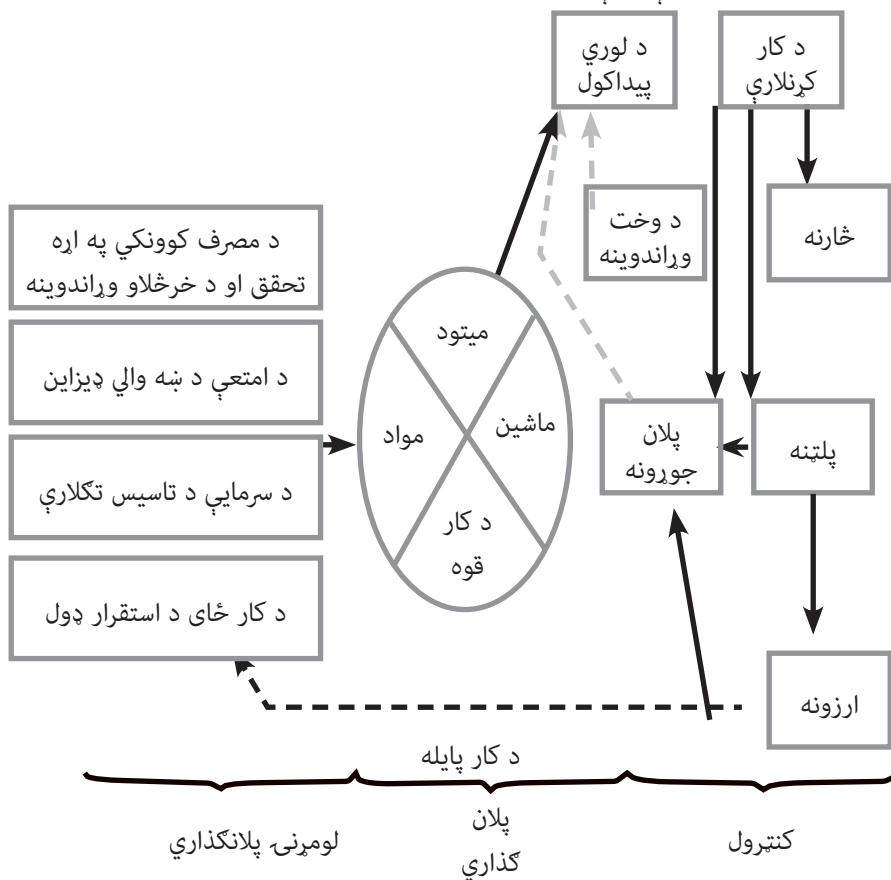 د کار
کړنلارې
د لوري
پیداکول
څارنه
د وخت
وړاندوینه
د مصرف کوونکي په اړه
تحقق او د خرڅلاو وړاندوینه
میتود
د امتعې د ښه والي ډیزاین
ماشین
مواد
پلان
جوړونه
پلټنه
د سرمایې د تاسیس تګلارې
د کار
قوه
د کار ځای د استقرار ډول
ارزونه
د کار پایله
کنټرول
پلان
ګذاري
لومړنۍ پلانګذاري